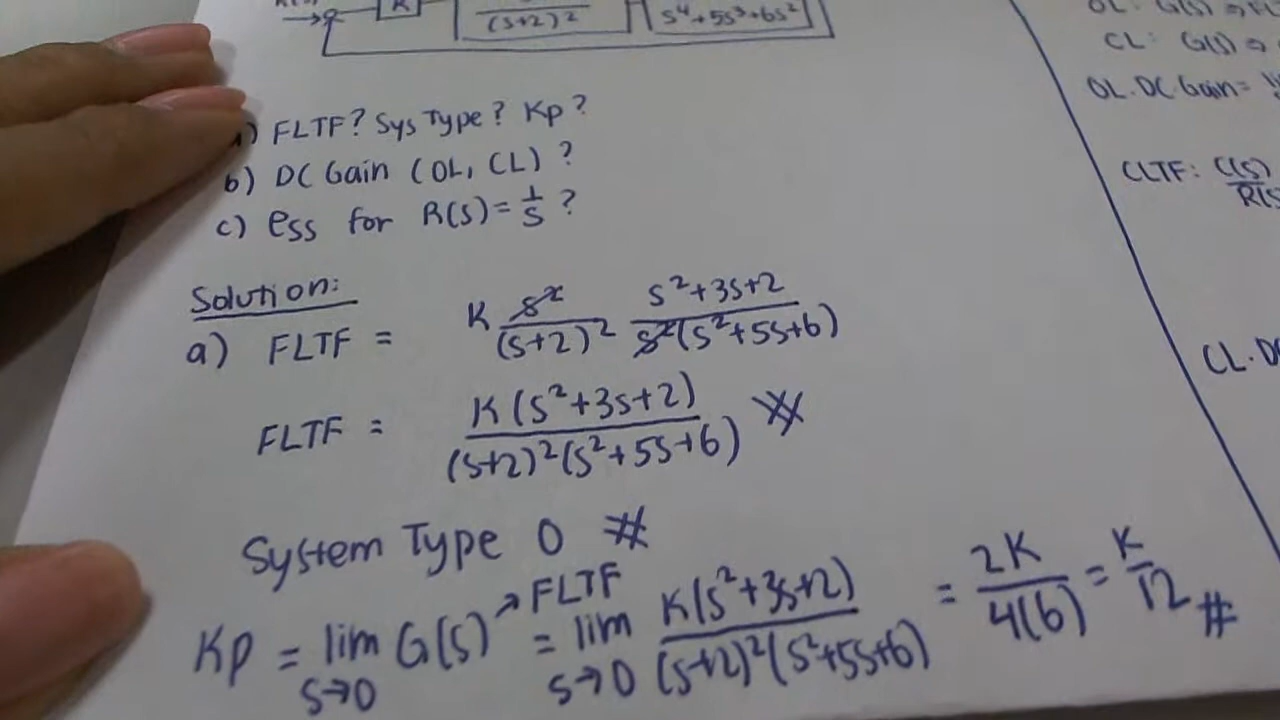 K
(s+2)² s⁴+5s³+6s²
a) FLTF? Sys Type? Kp?
b) DC Gain (OL, CL)?
c) ess for R(s)=1/s?
Solution:
a) FLTF = K s²/(s+2)² (s²+3s+2)/(s²(s²+5s+6))
FLTF = K(s²+3s+2)/((s+2)²(s²+5s+6)) #
System Type 0 #
→ FLTF
Kp = lim s→0 G(s) = lim s→0 K(s²+3s+2)/((s+2)²(s²+5s+6)) = 2K/4(6) = K/12 #
OL: G(s) ⇒
CL: G(s) ⇒
OL.DC Gain =
CLTF: C(s)/R(s
CL.DC